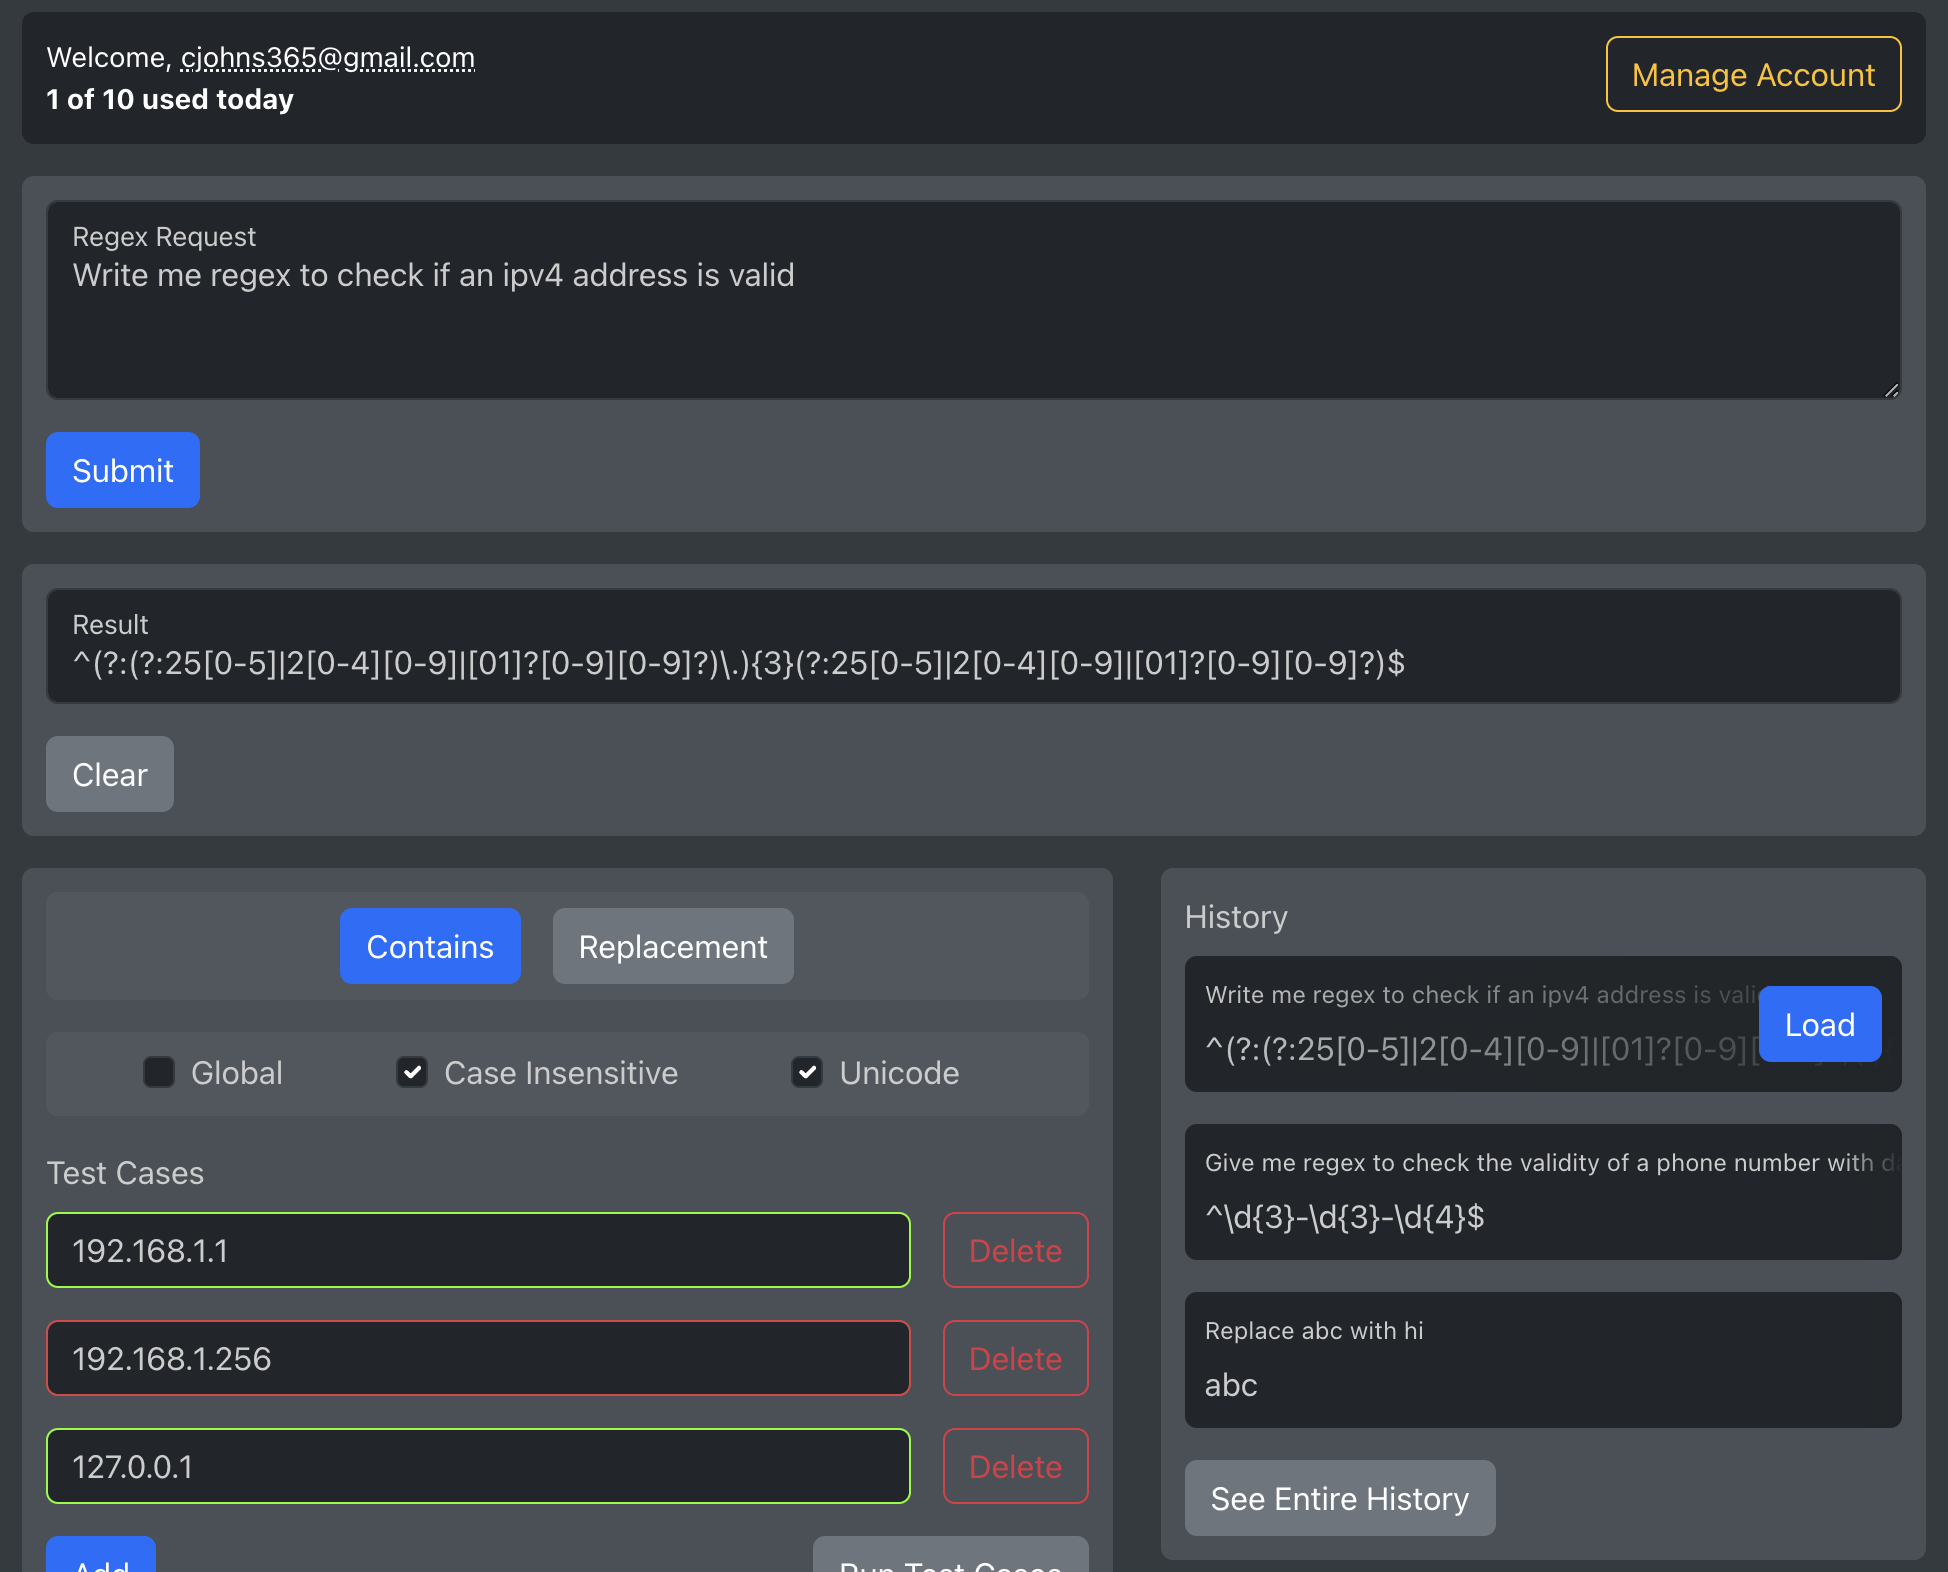 Welcome, cjohns365@gmail.com
1 of 10 used today
Manage Account
Regex Request
Write me regex to check if an ipv4 address is valid
Submit
Result
^(?:(?:25[0-5]|2[0-4][0-9]|[01]?[0-9][0-9]?)\.){3}(?:25[0-5]|2[0-4][0-9]|[01]?[0-9][0-9]?)$
Clear
Contains
Replacement
Global
Case Insensitive
Unicode
Test Cases
192.168.1.1
Delete
192.168.1.256
Delete
127.0.0.1
Delete
Add
Run Test Cases
History
Write me regex to check if an ipv4 address is vali
^(?:(?:25[0-5]|2[0-4][0-9]|[01]?[0-9][
Load
Give me regex to check the validity of a phone number with
^\d{3}-\d{3}-\d{4}$
Replace abc with hi
abc
See Entire History